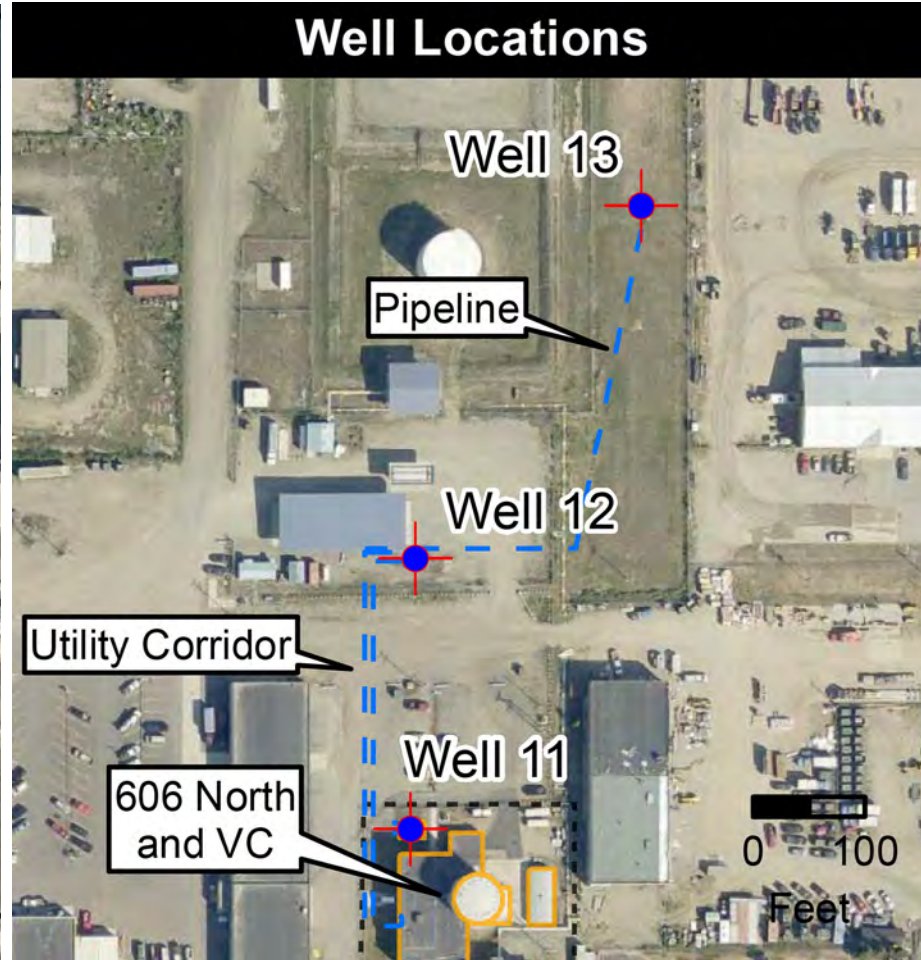 Well Locations
Well 13
Pipeline
Well 12
Utility Corridor
Well 11
606 North
and VC
0 100
Feet